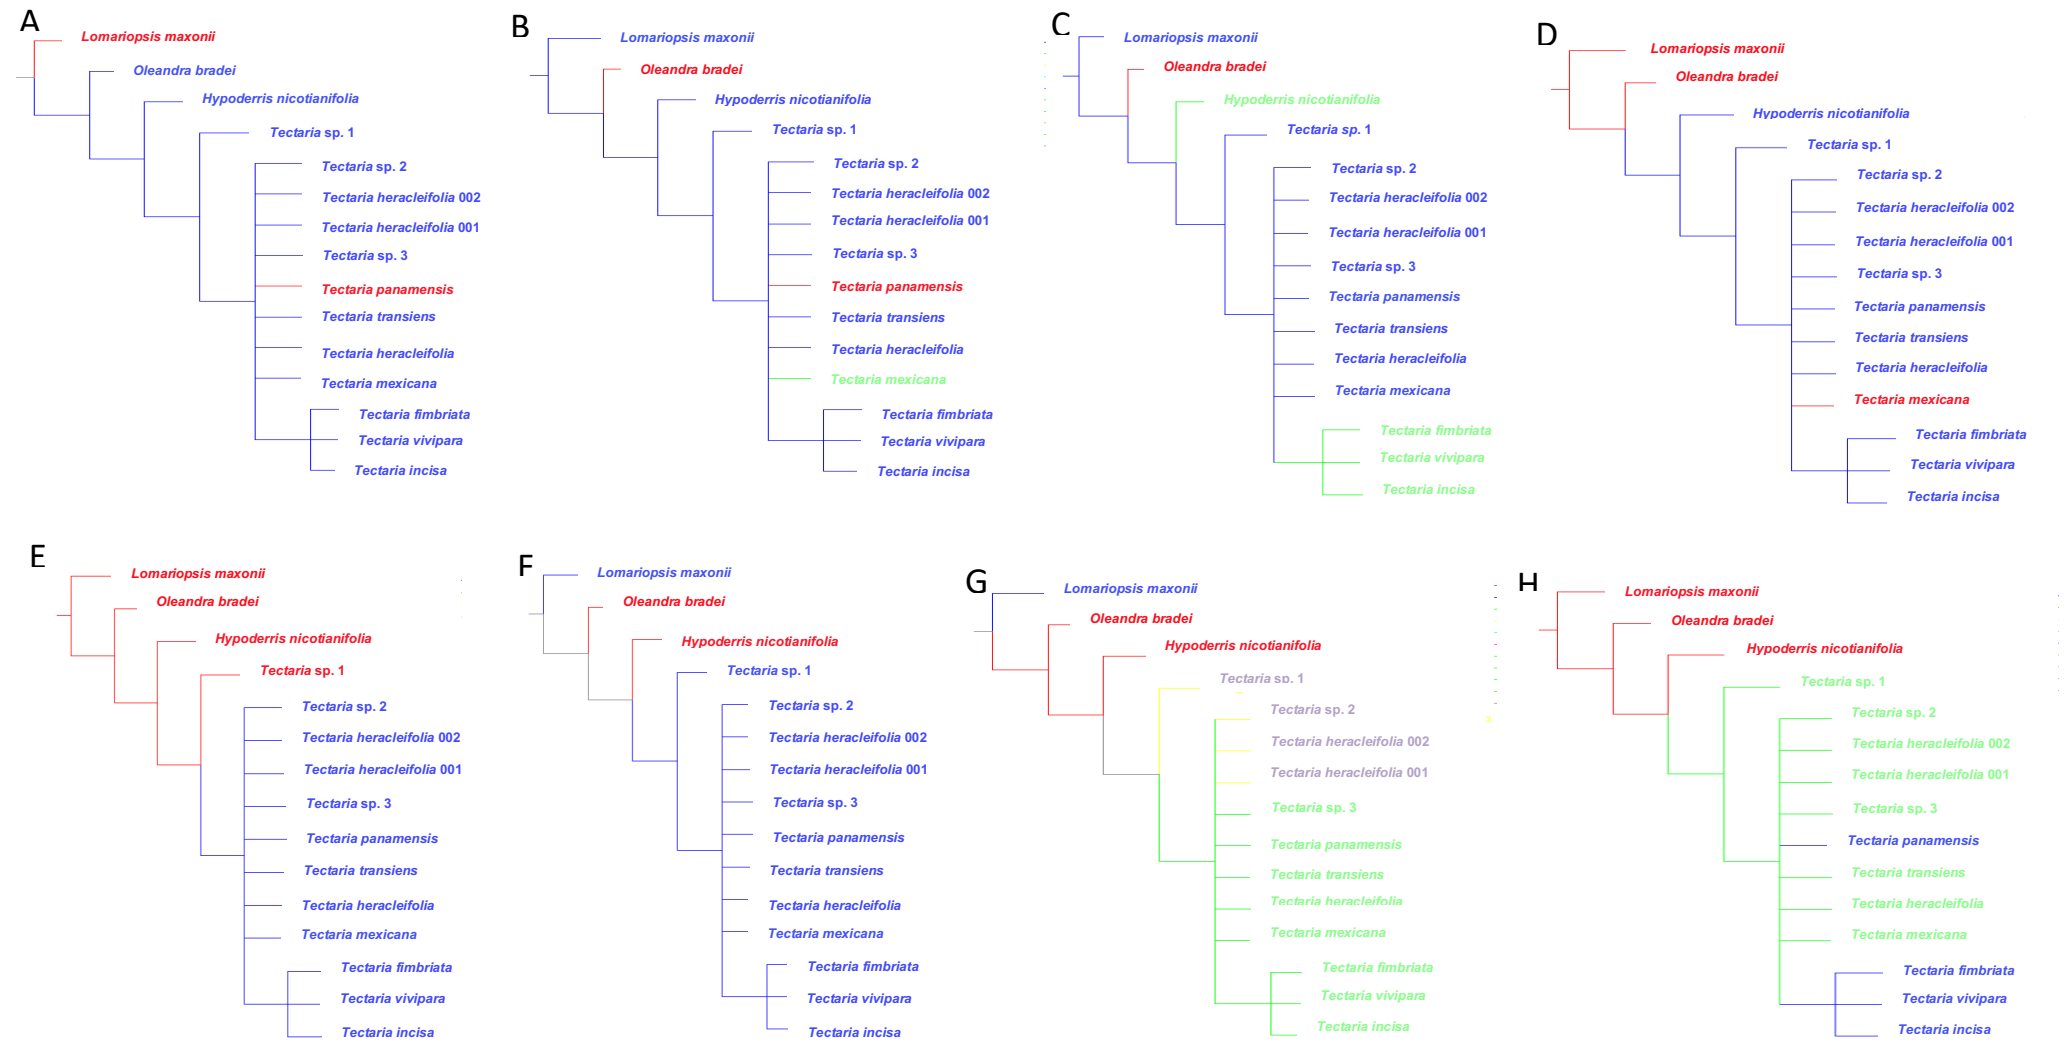 A
Lomariopsis maxonii
Oleandra bradei
Hypoderris nicotianifolia
Tectaria sp. 1
Tectaria sp. 2
Tectaria heracleifolia 002
Tectaria heracleifolia 001
Tectaria sp. 3
Tectaria panamensis
Tectaria transiens
Tectaria heracleifolia
Tectaria mexicana
Tectaria fimbriata
Tectaria vivipara
Tectaria incisa
B
Lomariopsis maxonii
Oleandra bradei
Hypoderris nicotianifolia
Tectaria sp. 1
Tectaria sp. 2
Tectaria heracleifolia 002
Tectaria heracleifolia 001
Tectaria sp. 3
Tectaria panamensis
Tectaria transiens
Tectaria heracleifolia
Tectaria mexicana
Tectaria fimbriata
Tectaria vivipara
Tectaria incisa
C
Lomariopsis maxonii
Oleandra bradei
Hypoderris nicotianifolia
Tectaria sp. 1
Tectaria sp. 2
Tectaria heracleifolia 002
Tectaria heracleifolia 001
Tectaria sp. 3
Tectaria panamensis
Tectaria transiens
Tectaria heracleifolia
Tectaria mexicana
Tectaria fimbriata
Tectaria vivipara
Tectaria incisa
D
Lomariopsis maxonii
Oleandra bradei
Hypoderris nicotianifolia
Tectaria sp. 1
Tectaria sp. 2
Tectaria heracleifolia 002
Tectaria heracleifolia 001
Tectaria sp. 3
Tectaria panamensis
Tectaria transiens
Tectaria heracleifolia
Tectaria mexicana
Tectaria fimbriata
Tectaria vivipara
Tectaria incisa
E
Lomariopsis maxonii
Oleandra bradei
Hypoderris nicotianifolia
Tectaria sp. 1
Tectaria sp. 2
Tectaria heracleifolia 002
Tectaria heracleifolia 001
Tectaria sp. 3
Tectaria panamensis
Tectaria transiens
Tectaria heracleifolia
Tectaria mexicana
Tectaria fimbriata
Tectaria vivipara
Tectaria incisa
F
Lomariopsis maxonii
Oleandra bradei
Hypoderris nicotianifolia
Tectaria sp. 1
Tectaria sp. 2
Tectaria heracleifolia 002
Tectaria heracleifolia 001
Tectaria sp. 3
Tectaria panamensis
Tectaria transiens
Tectaria heracleifolia
Tectaria mexicana
Tectaria fimbriata
Tectaria vivipara
Tectaria incisa
G
Lomariopsis maxonii
Oleandra bradei
Hypoderris nicotianifolia
Tectaria sp. 1
Tectaria sp. 2
Tectaria heracleifolia 002
Tectaria heracleifolia 001
Tectaria sp. 3
Tectaria panamensis
Tectaria transiens
Tectaria heracleifolia
Tectaria mexicana
Tectaria fimbriata
Tectaria vivipara
Tectaria incisa
H
Lomariopsis maxonii
Oleandra bradei
Hypoderris nicotianifolia
Tectaria sp. 1
Tectaria sp. 2
Tectaria heracleifolia 002
Tectaria heracleifolia 001
Tectaria sp. 3
Tectaria panamensis
Tectaria transiens
Tectaria heracleifolia
Tectaria mexicana
Tectaria fimbriata
Tectaria vivipara
Tectaria incisa